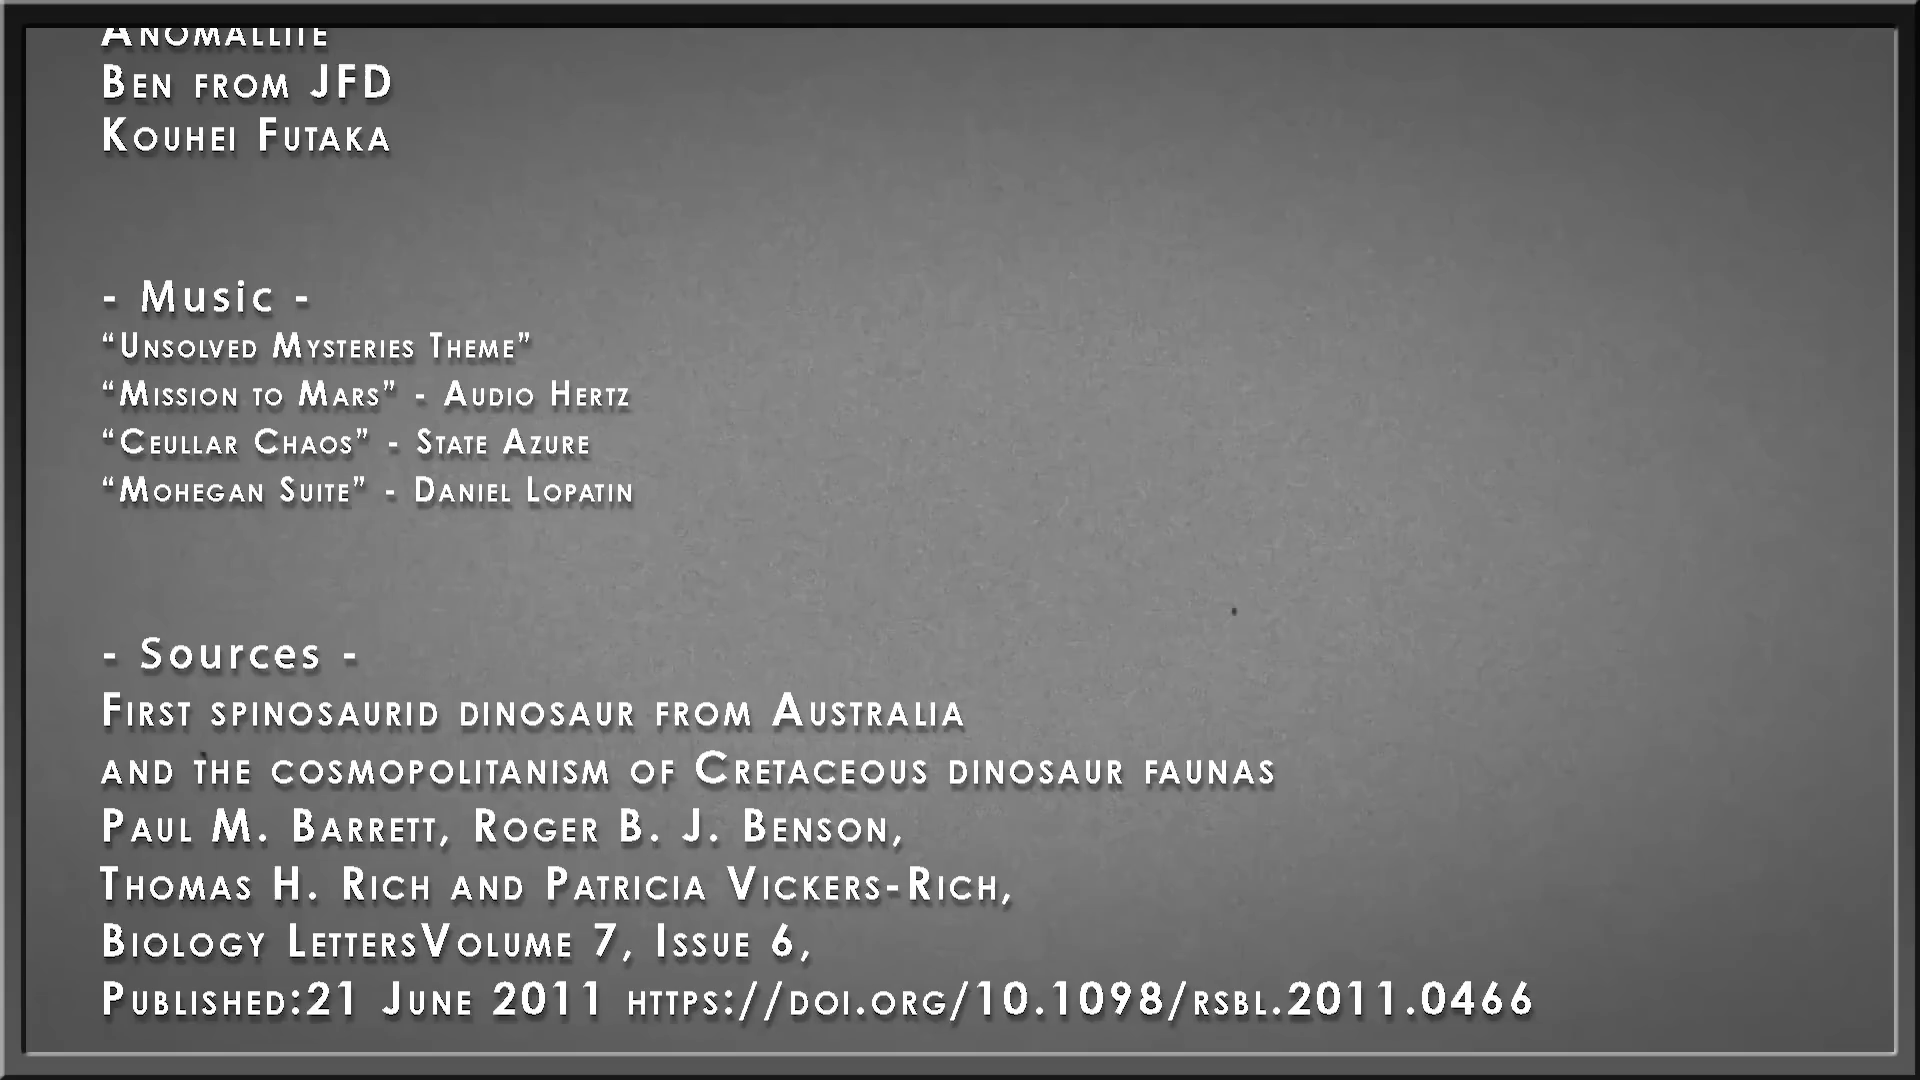 Anomallite
Ben from JFD
Kouhei Futaka
- Music -
“Unsolved Mysteries Theme”
“Mission to Mars” - Audio Hertz
“Ceullar Chaos” - State Azure
“Mohegan Suite” - Daniel Lopatin
- Sources -
First spinosaurid dinosaur from Australia
and the cosmopolitanism of Cretaceous dinosaur faunas
Paul M. Barrett, Roger B. J. Benson,
Thomas H. Rich and Patricia Vickers-Rich,
Biology LettersVolume 7, Issue 6,
Published:21 June 2011 https://doi.org/10.1098/rsbl.2011.0466